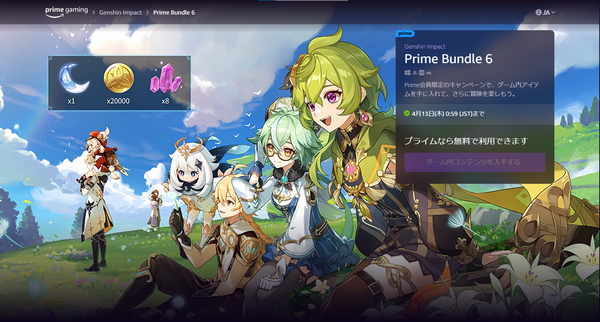 prime gaming
Genshin Impact
Prime Bundle 6
JA
prime
Genshin Impact
Prime Bundle 6
Prime会員限定のキャンペーンで、ゲーム内アイテ
ムを手に入れて、さらに冒険を楽しもう。
4月13日(木) 0:59 (JST)まで
プライムなら無料で利用できます
ゲーム内コンテンツを入手する
x1
x20000
x8